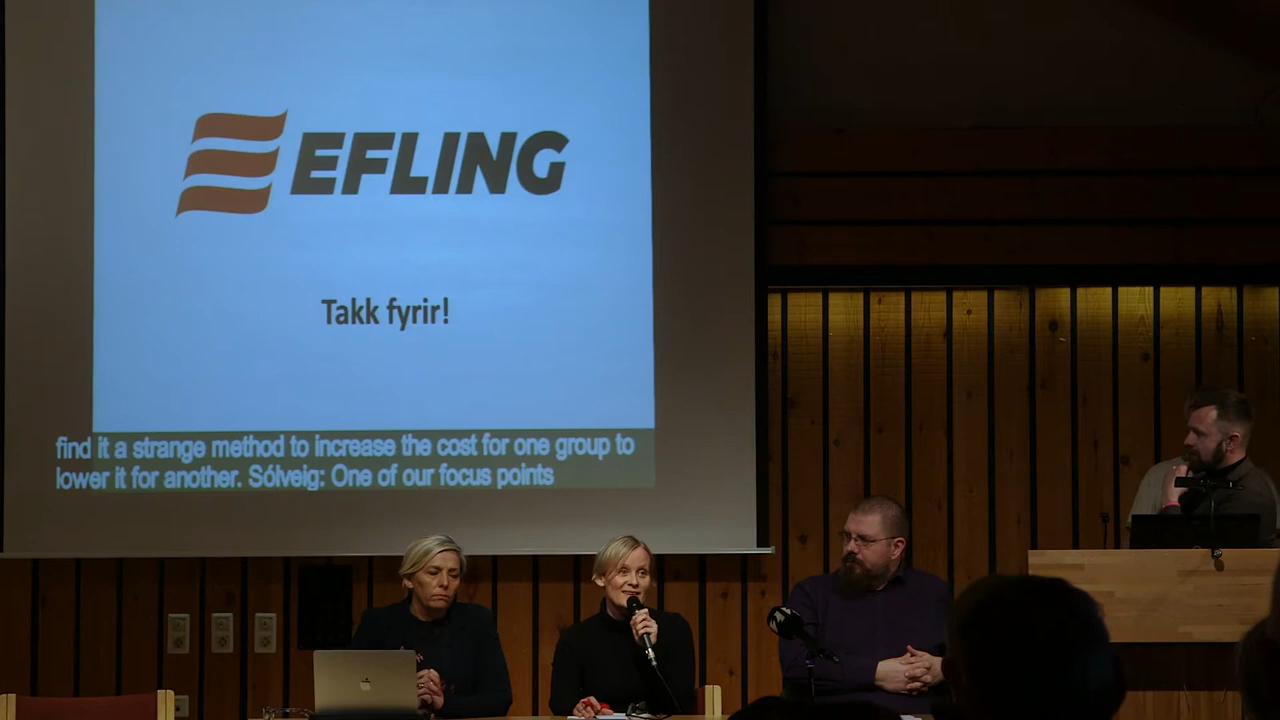 EFLING
Takk fyrir!
find it a strange method to increase the cost for one group to
lower it for another. Sólveig: One of our focus points